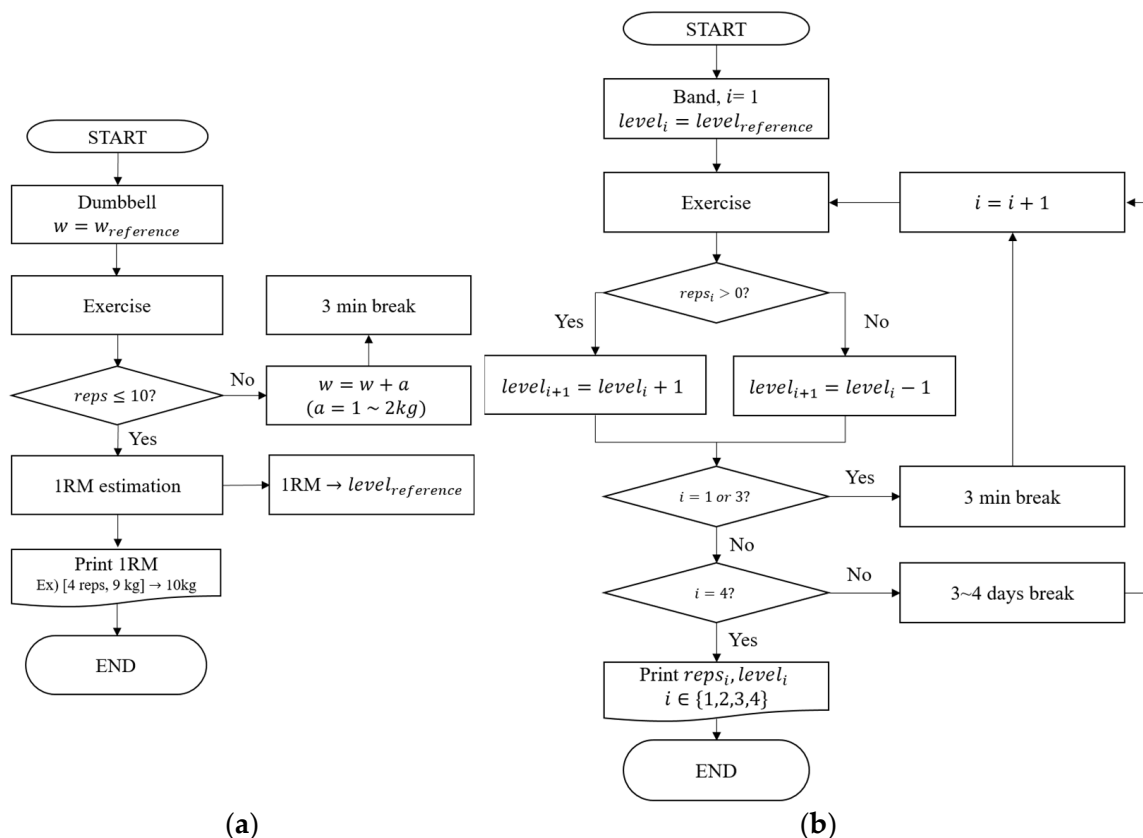 START
Dumbbell
w = w_reference
Exercise
3 min break
reps ≤ 10?
No
w = w + a
(a = 1 ~ 2kg)
Yes
1RM estimation
1RM → level_reference
Print 1RM
Ex) [4 reps, 9 kg] → 10kg
END
(a)
START
Band, i= 1
level_i = level_reference
Exercise
i = i + 1
reps_i > 0?
Yes
No
level_{i+1} = level_i + 1
level_{i+1} = level_i − 1
i = 1 or 3?
Yes
3 min break
No
i = 4?
No
3~4 days break
Yes
Print reps_i, level_i
i ∈ {1,2,3,4}
END
(b)